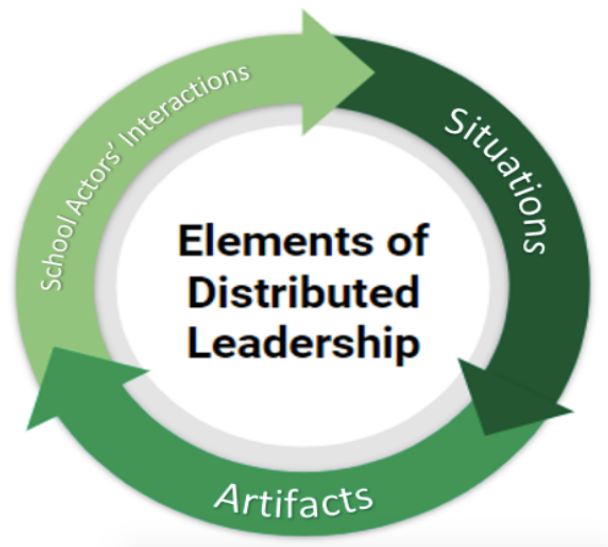 School Actors' Interactions
Situations
Elements of
Distributed
Leadership
Artifacts